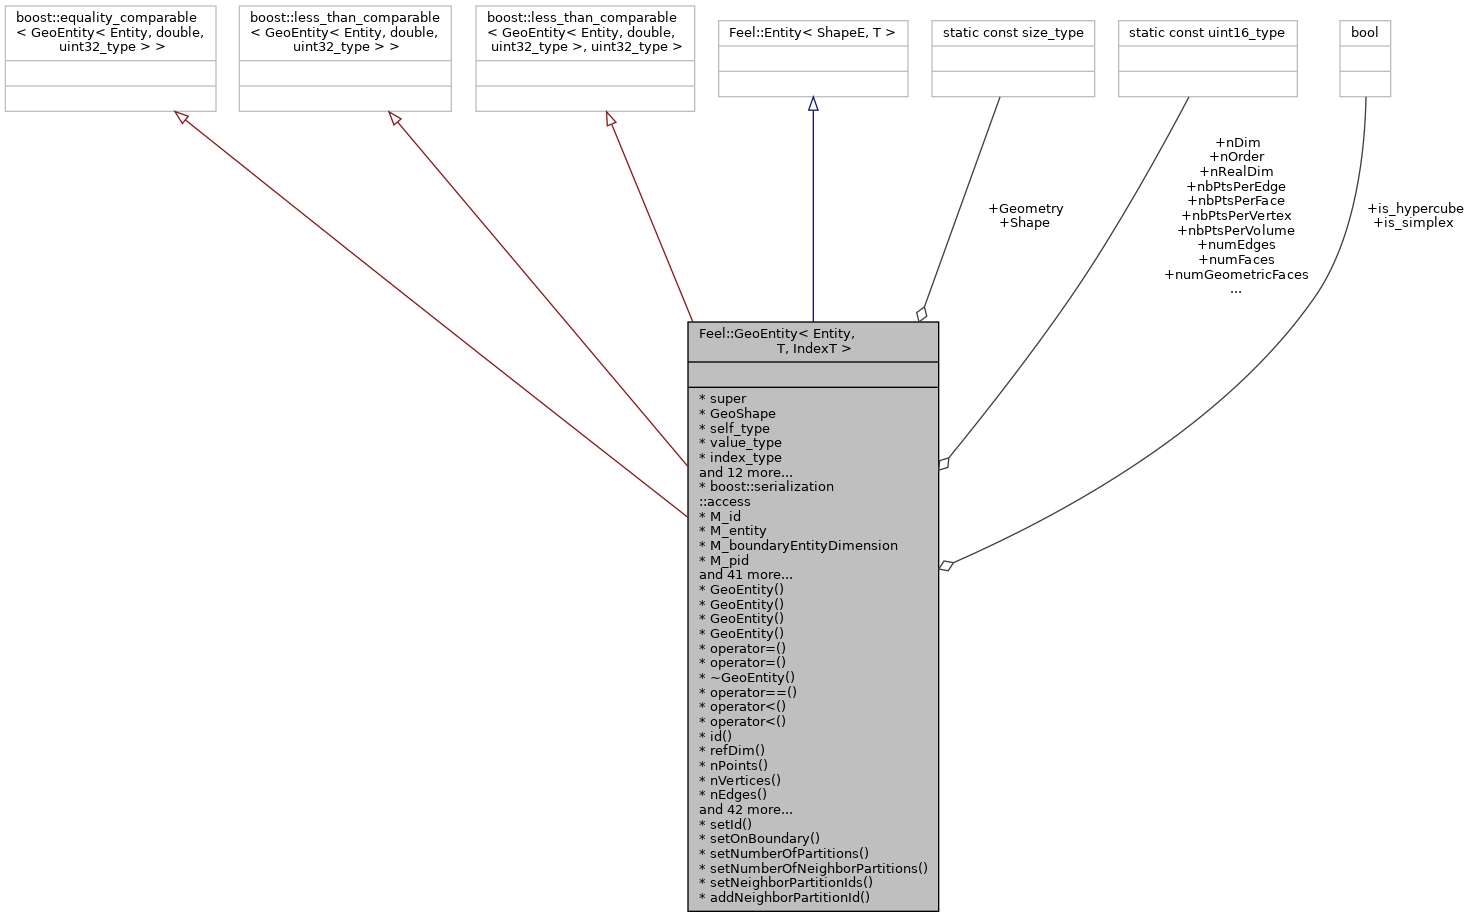 boost::equality_comparable
< GeoEntity< Entity, double,
uint32_type > >
boost::less_than_comparable
< GeoEntity< Entity, double,
uint32_type > >
boost::less_than_comparable
< GeoEntity< Entity, double,
uint32_type >, uint32_type >
Feel::Entity< ShapeE, T >
static const size_type
static const uint16_type
bool
+Geometry
+Shape
+nDim
+nOrder
+nRealDim
+nbPtsPerEdge
+nbPtsPerFace
+nbPtsPerVertex
+nbPtsPerVolume
+numEdges
+numFaces
+numGeometricFaces
...
+is_hypercube
+is_simplex
Feel::GeoEntity< Entity,
T, IndexT >
* super
* GeoShape
* self_type
* value_type
* index_type
and 12 more...
* boost::serialization
::access
* M_id
* M_entity
* M_boundaryEntityDimension
* M_pid
and 41 more...
* GeoEntity()
* GeoEntity()
* GeoEntity()
* GeoEntity()
* operator=()
* operator=()
* ~GeoEntity()
* operator==()
* operator<()
* operator<()
* id()
* refDim()
* nPoints()
* nVertices()
* nEdges()
and 42 more...
* setId()
* setOnBoundary()
* setNumberOfPartitions()
* setNumberOfNeighborPartitions()
* setNeighborPartitionIds()
* addNeighborPartitionId()